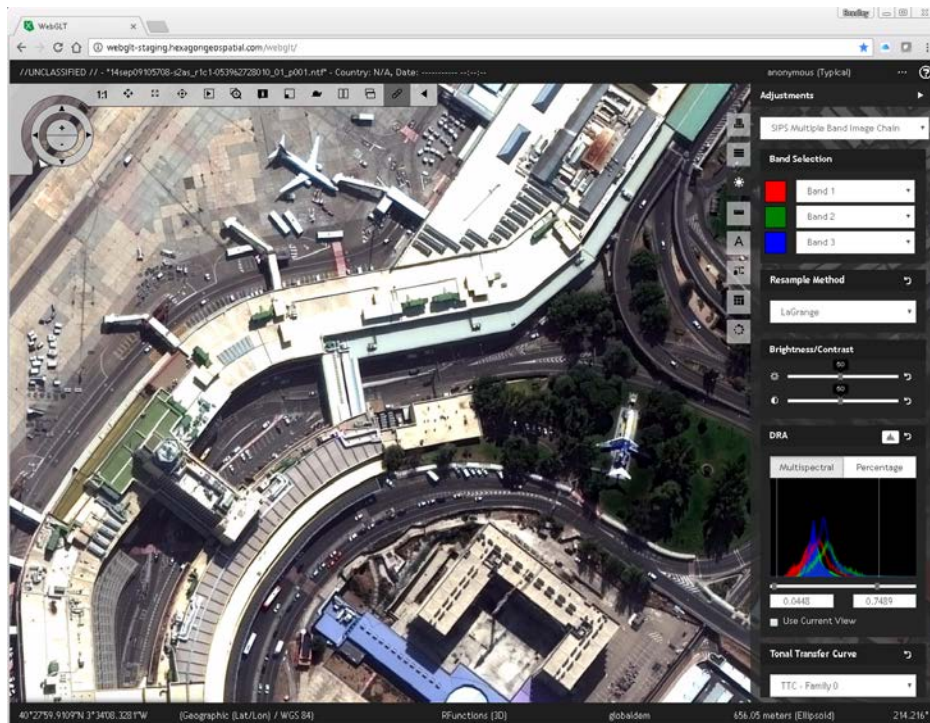 Bradley
WebGLT
webglt-staging.hexagongeospatial.com/webglt/
//UNCLASSIFIED // - "14sep09105708-s2as_r1c1-053962728010_01_p001.ntf" - Country: N/A, Date: ----------- --:--:--
anonymous (Typical)
1:1
Adjustments
SIPS Multiple Band Image Chain
Band Selection
Band 1
Band 2
Band 3
A
Resample Method
LaGrange
Brightness/Contrast
50
50
DRA
Multispectral Percentage
0.0448 0.7489
Use Current View
Tonal Transfer Curve
TTC - Family 0
40°27'59.9109"N 3°34'08.3281"W (Geographic (Lat/Lon) / WGS 84) RFunctions (3D) globaldem 656.05 meters (Ellipsoid) 214.216°